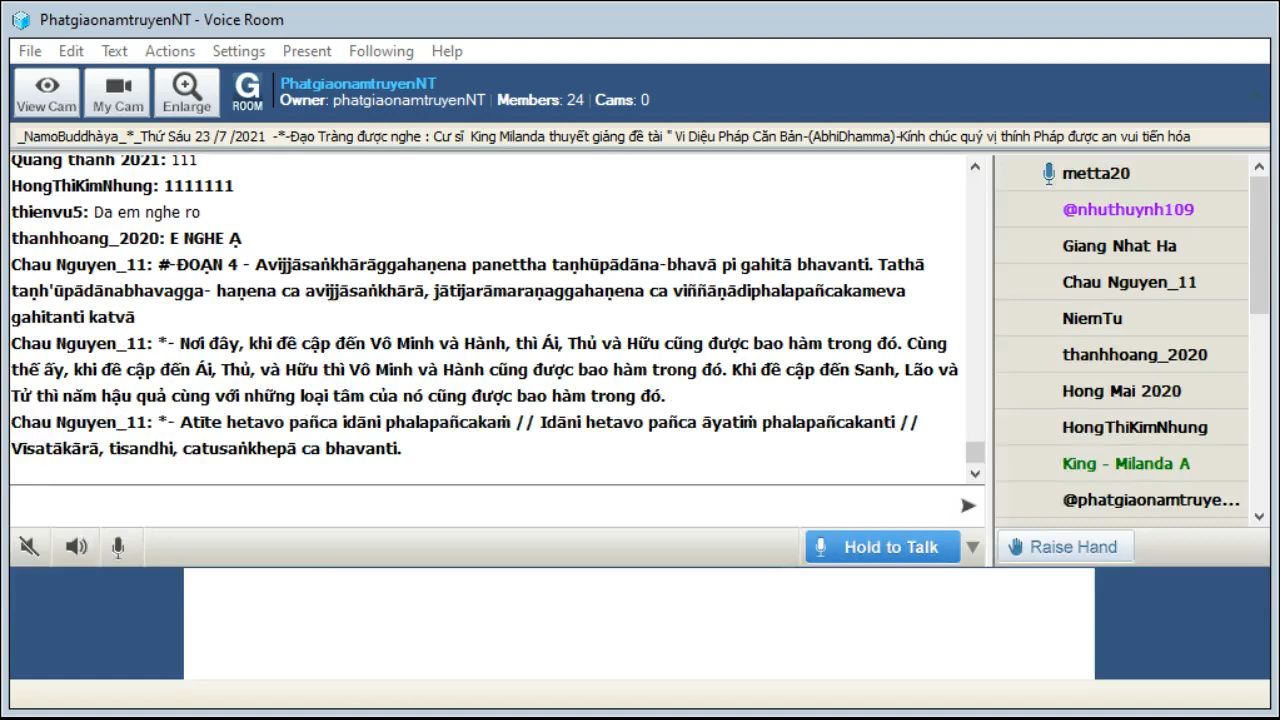 PhatgiaonamtruyenNT - Voice Room
File Edit Text Actions Settings Present Following Help
View Cam My Cam Enlarge G ROOM
PhatgiaonamtruyenNT
Owner: phatgiaonamtruyenNT | Members: 24 | Cams: 0
_NamoBuddhàya_*_Thứ Sáu 23 /7 /2021 -*-Đạo Tràng được nghe : Cư sĩ King Milanda thuyết giảng đề tài " Vi Diệu Pháp Căn Bản-(AbhiDhamma)-Kính chúc quý vị thính Pháp được an vui tiến hóa
Quang thanh 2021: 111
HongThiKimNhung: 1111111
thienvu5: Da em nghe ro
thanhhoang_2020: E NGHE Ạ
Chau Nguyen_11: #-ĐOẠN 4 - Avijjāsaṅkhārāggahaṇena panettha taṇhūpādāna-bhavā pi gahitā bhavanti. Tathā
taṇh'ūpādānabhavagga- haṇena ca avijjāsaṅkhārā, jātijarāmaraṇaggahaṇena ca viññāṇādiphalapañcakameva
gahitanti katvā
Chau Nguyen_11: *- Nơi đây, khi đề cập đến Vô Minh và Hành, thì Ái, Thủ và Hữu cũng được bao hàm trong đó. Cùng
thế ấy, khi đề cập đến Ái, Thủ, và Hữu thì Vô Minh và Hành cũng được bao hàm trong đó. Khi đề cập đến Sanh, Lão và
Tử thì năm hậu quả cùng với những loại tâm của nó cũng được bao hàm trong đó.
Chau Nguyen_11: *- Atīte hetavo pañca idāni phalapañcakaṁ // Idāni hetavo pañca āyatiṁ phalapañcakanti //
Vīsatākārā, tisandhi, catusaṅkhepā ca bhavanti.
metta20
@nhuthuynh109
Giang Nhat Ha
Chau Nguyen_11
NiemTu
thanhhoang_2020
Hong Mai 2020
HongThiKimNhung
King - Milanda A
@phatgiaonamtruye...
Hold to Talk
Raise Hand